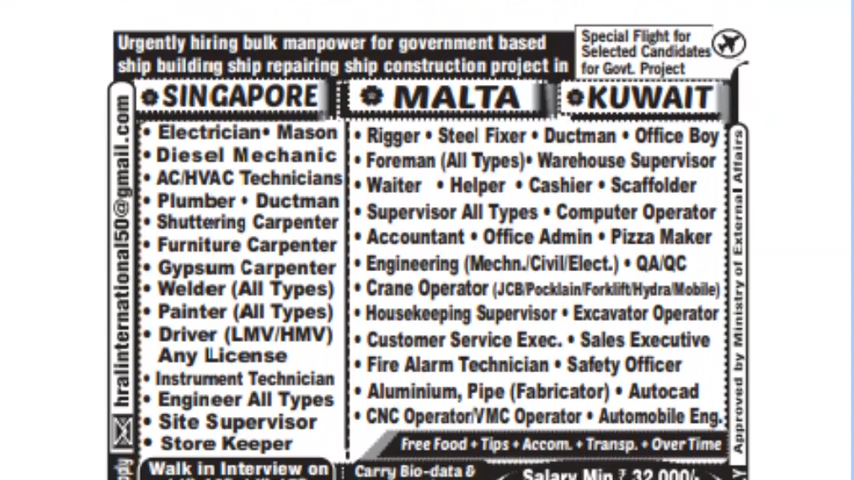 Urgently hiring bulk manpower for government based
ship building ship repairing ship construction project in
Special Flight for
Selected Candidates
for Govt. Project
SINGAPORE
MALTA
KUWAIT
hralinternational50@gmail.com
• Electrician • Mason
• Diesel Mechanic
• AC/HVAC Technicians
• Plumber • Ductman
• Shuttering Carpenter
• Furniture Carpenter
• Gypsum Carpenter
• Welder (All Types)
• Painter (All Types)
• Driver (LMV/HMV)
Any License
• Instrument Technician
• Engineer All Types
• Site Supervisor
• Store Keeper
• Rigger • Steel Fixer • Ductman • Office Boy
• Foreman (All Types)• Warehouse Supervisor
• Waiter • Helper • Cashier • Scaffolder
• Supervisor All Types • Computer Operator
• Accountant • Office Admin • Pizza Maker
• Engineering (Mechn./Civil/Elect.) • QA/QC
• Crane Operator (JCB/Pocklain/Forklift/Hydra/Mobile)
• Housekeeping Supervisor • Excavator Operator
• Customer Service Exec. • Sales Executive
• Fire Alarm Technician • Safety Officer
• Aluminium, Pipe (Fabricator) • Autocad
• CNC Operator/VMC Operator • Automobile Eng.
Free Food + Tips + Accom. + Transp. + Over Time
Approved by Ministry of External Affairs
Walk in Interview on
Carry Bio-data &
Salary Min ₹ 32,000/-